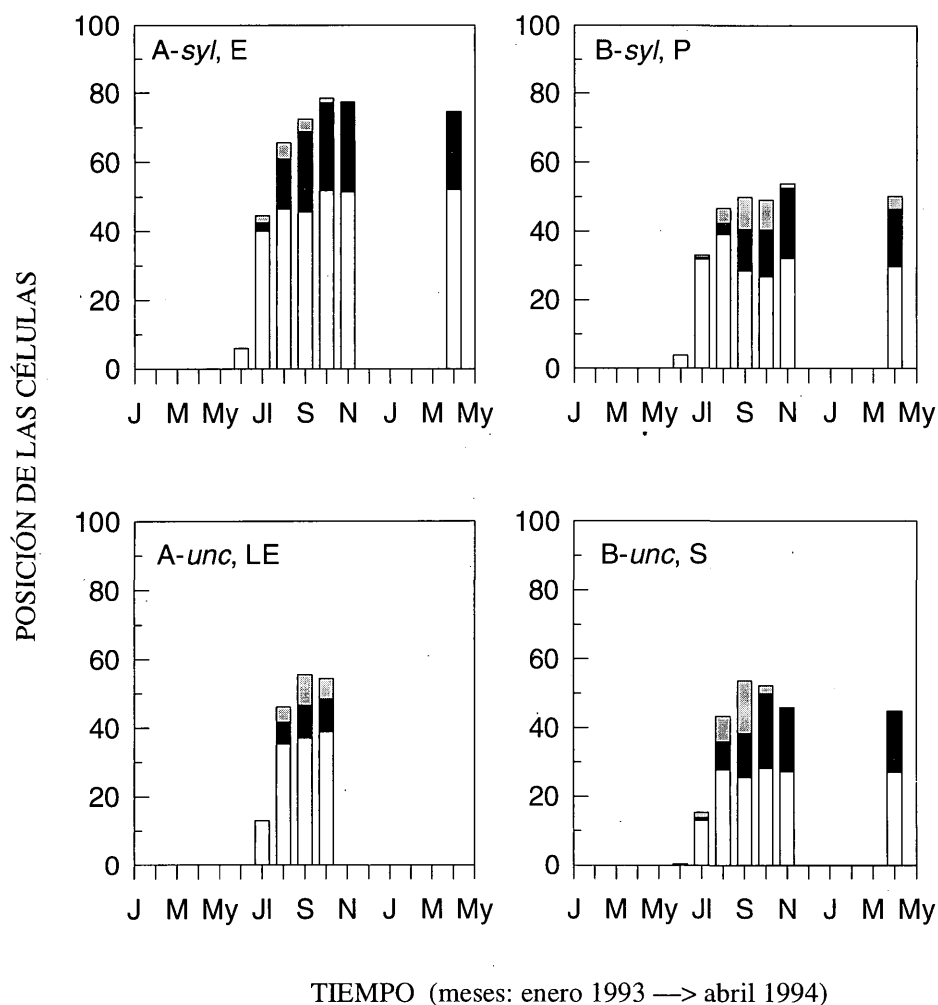 POSICIÓN DE LAS CÉLULAS
A-syl, E
100
80
60
40
20
0
J M My Jl S N J M My
B-syl, P
100
80
60
40
20
0
J M My Jl S N J M My
A-unc, LE
100
80
60
40
20
0
J M My Jl S N J M My
B-unc, S
100
80
60
40
20
0
J M My Jl S N J M My
TIEMPO (meses: enero 1993 —> abril 1994)